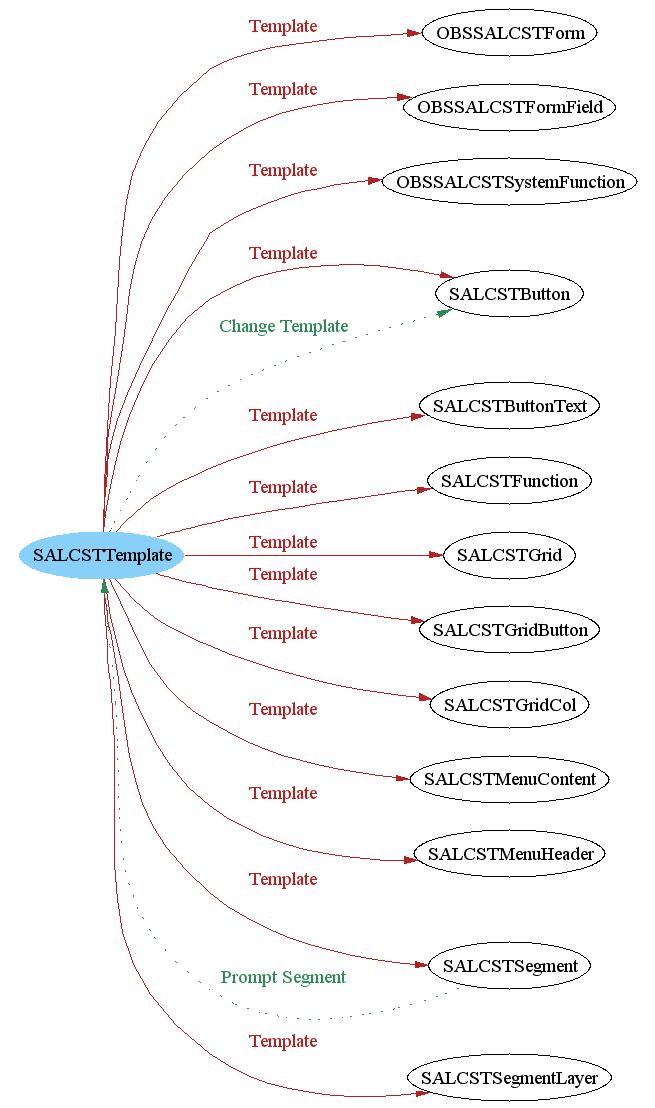 Template
OBSSALCSTForm
Template
OBSSALCSTFormField
Template
OBSSALCSTSystemFunction
Template
SALCSTButton
Change Template
Template
SALCSTButtonText
Template
SALCSTFunction
SALCSTTemplate
Template
SALCSTGrid
Template
SALCSTGridButton
Template
SALCSTGridCol
Template
SALCSTMenuContent
Template
SALCSTMenuHeader
Template
SALCSTSegment
Prompt Segment
Template
SALCSTSegmentLayer